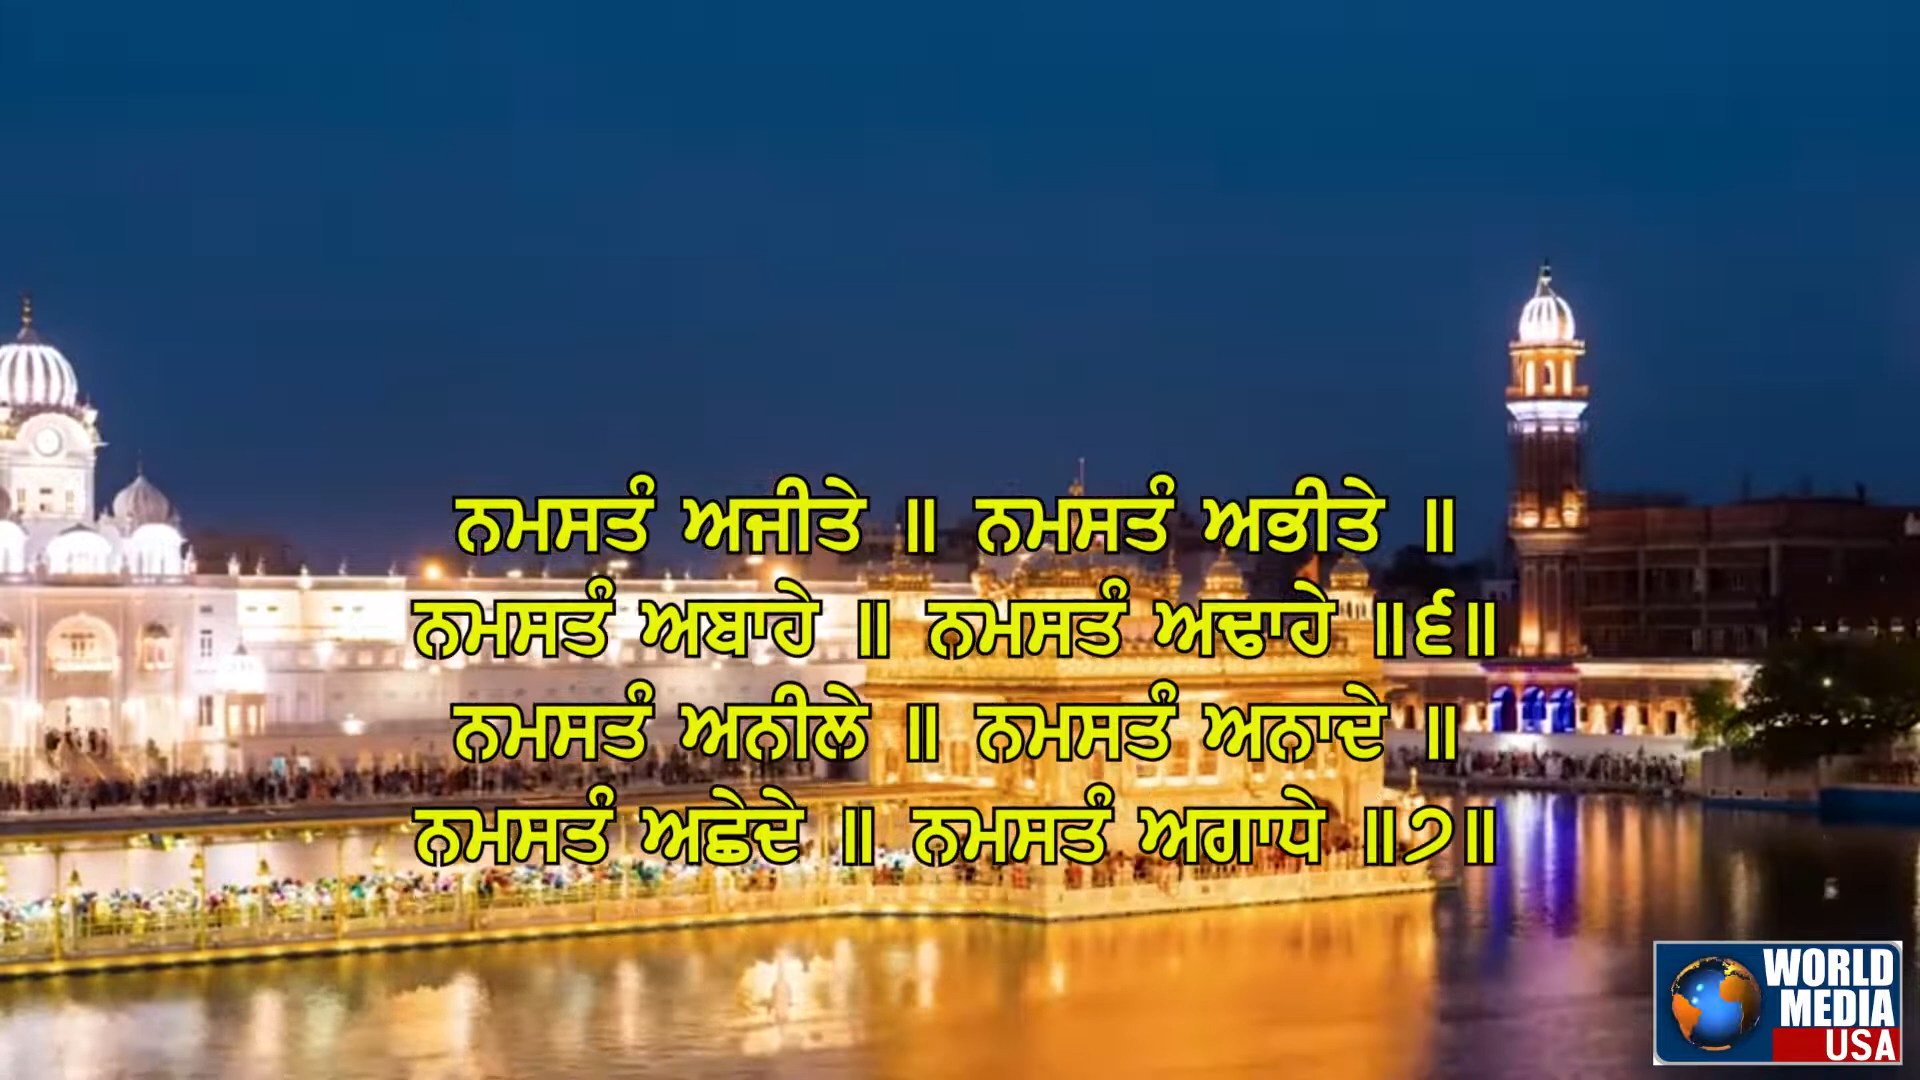 ਨਮਸਤੰ ਅਜੀਤੇ ॥ ਨਮਸਤੰ ਅਭੀਤੇ ॥
ਨਮਸਤੰ ਅਬਾਹੇ ॥ ਨਮਸਤੰ ਅਢਾਹੇ ॥੬॥
ਨਮਸਤੰ ਅਨੀਲੇ ॥ ਨਮਸਤੰ ਅਨਾਦੇ ॥
ਨਮਸਤੰ ਅਛੇਦੇ ॥ ਨਮਸਤੰ ਅਗਾਧੇ ॥੭॥
WORLD
MEDIA
USA